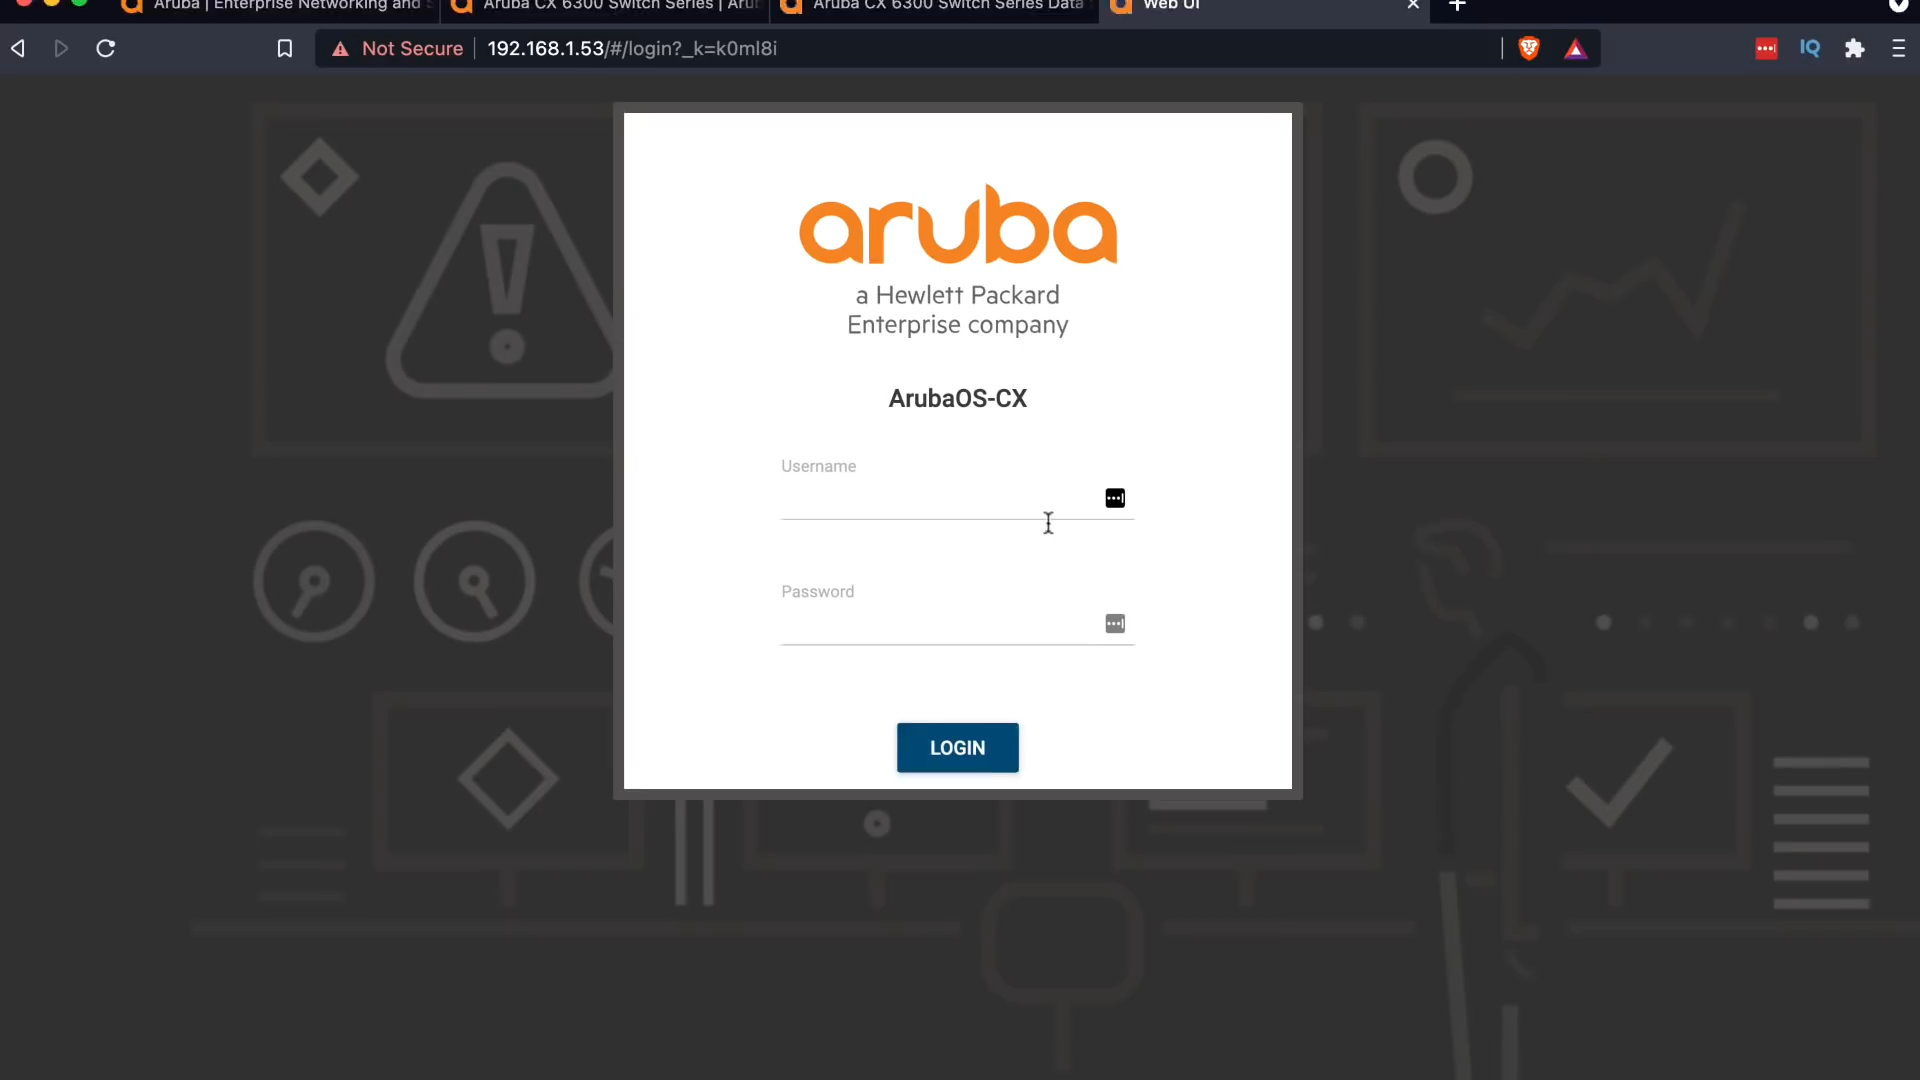 Aruba | Enterprise Networking and S
Aruba CX 6300 Switch Series | Arub
Aruba CX 6300 Switch Series Data
Web UI
Not Secure
192.168.1.53/#/login?_k=k0ml8i
IQ
aruba
a Hewlett Packard
Enterprise company
ArubaOS-CX
Username
Password
LOGIN